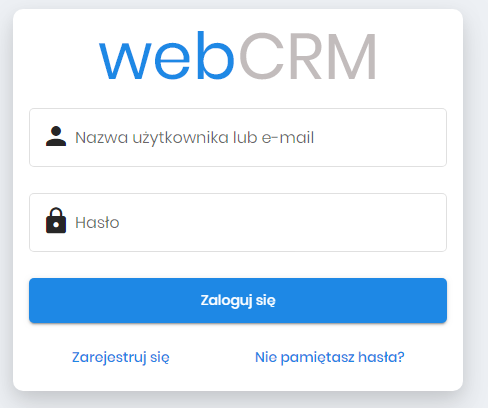 webCRM
Nazwa użytkownika lub e-mail
Hasło
Zaloguj się
Zarejestruj się
Nie pamiętasz hasła?